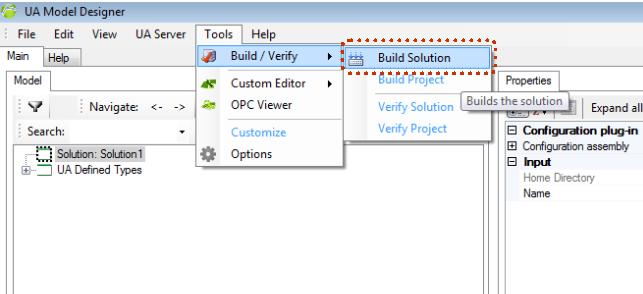 UA Model Designer
File Edit View UA Server Tools Help
Main Help
Build / Verify
Build Solution
Model
Custom Editor
Build Project
Properties
Navigate: <- ->
OPC Viewer
Verify Solution
Builds the solution
Expand all
Search:
Customize
Verify Project
Configuration plug-in
Solution: Solution1
Options
Configuration assembly
UA Defined Types
Input
Home Directory
Name